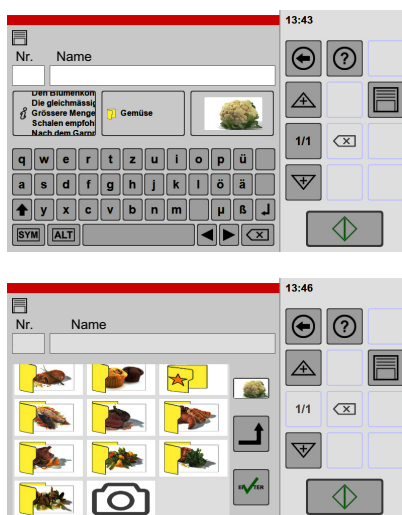 13:43
Nr. Name
Den Blumenkoh
Die gleichmässig
Grössere Menge
Schalen empfoh
Nach dem Garpr
i
Gemüse
?
1/1
q w e r t z u i o p ü
a s d f g h j k l ö ä
y x c v b n m µ ß
SYM ALT
13:46
Nr. Name
?
1/1
ENTER